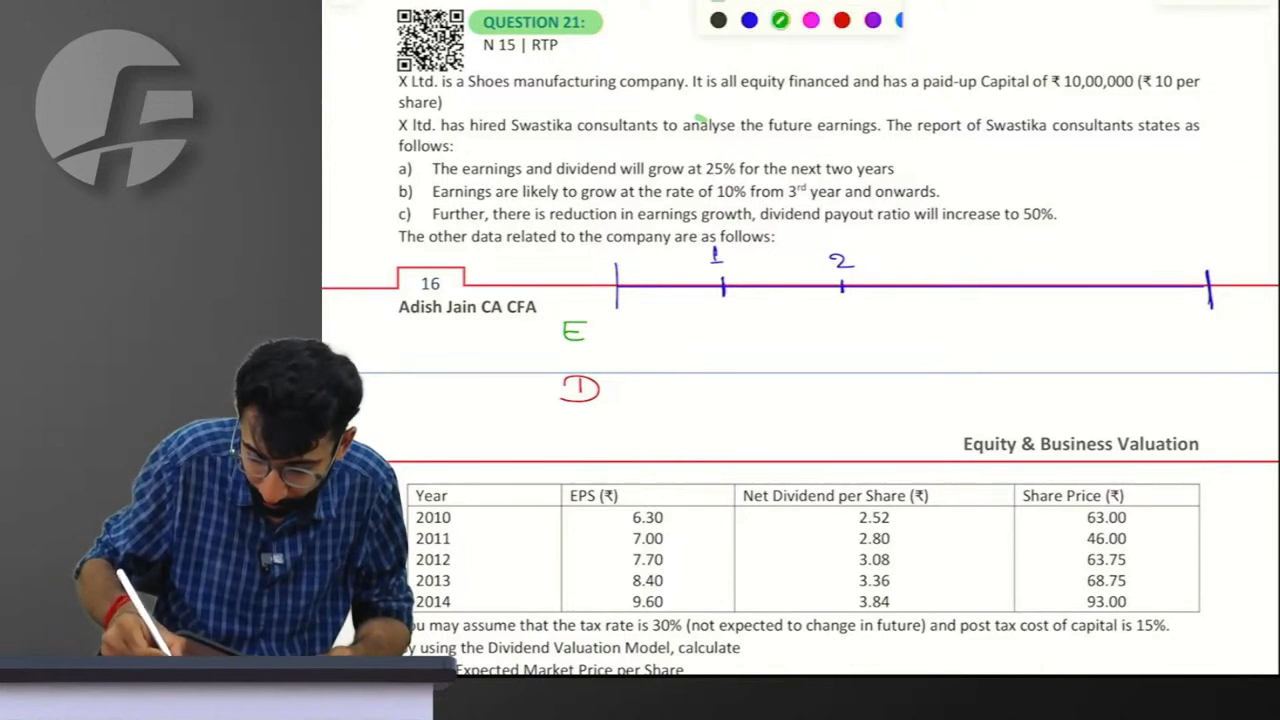 QUESTION 21:
N 15 | RTP
X Ltd. is a Shoes manufacturing company. It is all equity financed and has a paid-up Capital of ₹ 10,00,000 (₹ 10 per
share)
X ltd. has hired Swastika consultants to analyse the future earnings. The report of Swastika consultants states as
follows:
a) The earnings and dividend will grow at 25% for the next two years
b) Earnings are likely to grow at the rate of 10% from 3rd year and onwards.
c) Further, there is reduction in earnings growth, dividend payout ratio will increase to 50%.
The other data related to the company are as follows:
1 2
16
Adish Jain CA CFA
E
D
Equity & Business Valuation
Year EPS (₹) Net Dividend per Share (₹) Share Price (₹)
2010 6.30 2.52 63.00
2011 7.00 2.80 46.00
2012 7.70 3.08 63.75
2013 8.40 3.36 68.75
2014 9.60 3.84 93.00
ou may assume that the tax rate is 30% (not expected to change in future) and post tax cost of capital is 15%.
y using the Dividend Valuation Model, calculate
Expected Market Price per Share